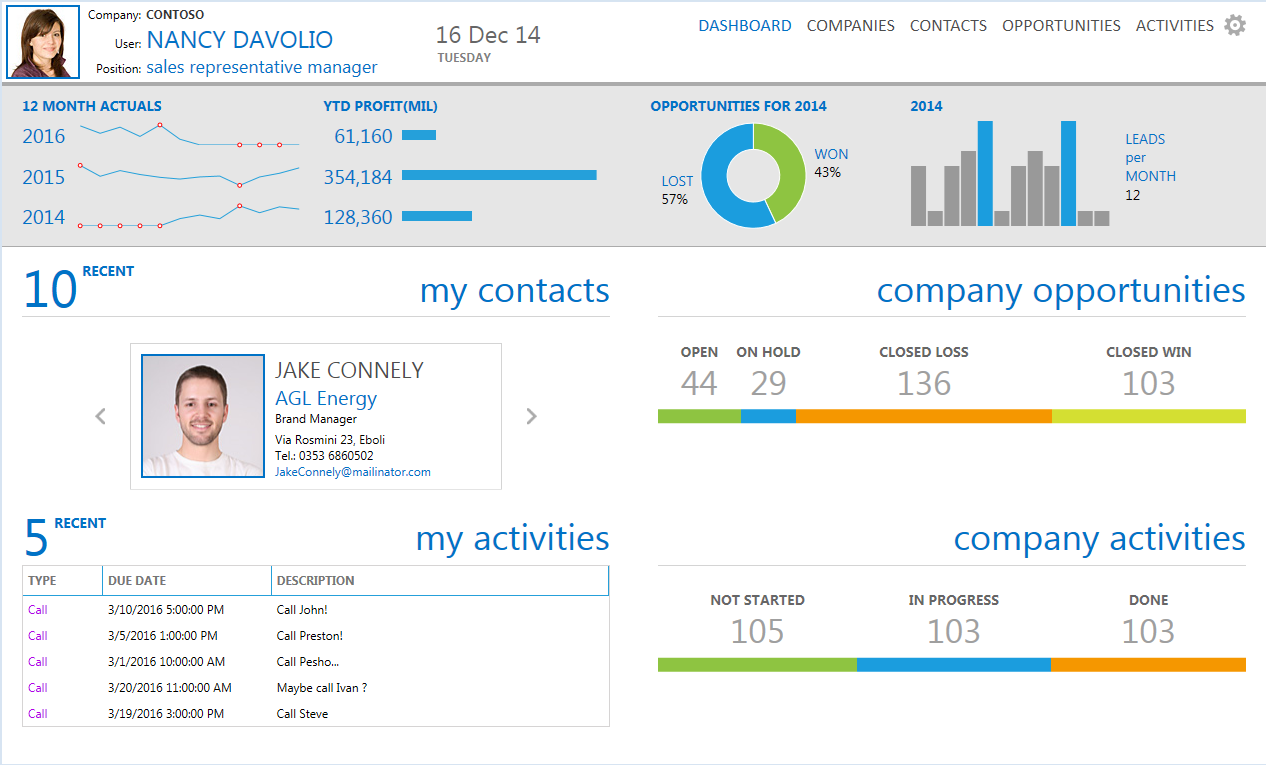 Company: CONTOSO
User: NANCY DAVOLIO
Position: sales representative manager
16 Dec 14
TUESDAY
DASHBOARD COMPANIES CONTACTS OPPORTUNITIES ACTIVITIES
12 MONTH ACTUALS
2016
2015
2014
YTD PROFIT(MIL)
61,160
354,184
128,360
OPPORTUNITIES FOR 2014
LOST
57%
WON
43%
2014
LEADS
per
MONTH
12
10 RECENT
my contacts
JAKE CONNELY
AGL Energy
Brand Manager
Via Rosmini 23, Eboli
Tel.: 0353 6860502
JakeConnely@mailinator.com
company opportunities
OPEN ON HOLD CLOSED LOSS CLOSED WIN
44 29 136 103
5 RECENT
my activities
TYPE DUE DATE DESCRIPTION
Call 3/10/2016 5:00:00 PM Call John!
Call 3/5/2016 1:00:00 PM Call Preston!
Call 3/1/2016 10:00:00 AM Call Pesho...
Call 3/20/2016 11:00:00 AM Maybe call Ivan ?
Call 3/19/2016 3:00:00 PM Call Steve
company activities
NOT STARTED IN PROGRESS DONE
105 103 103